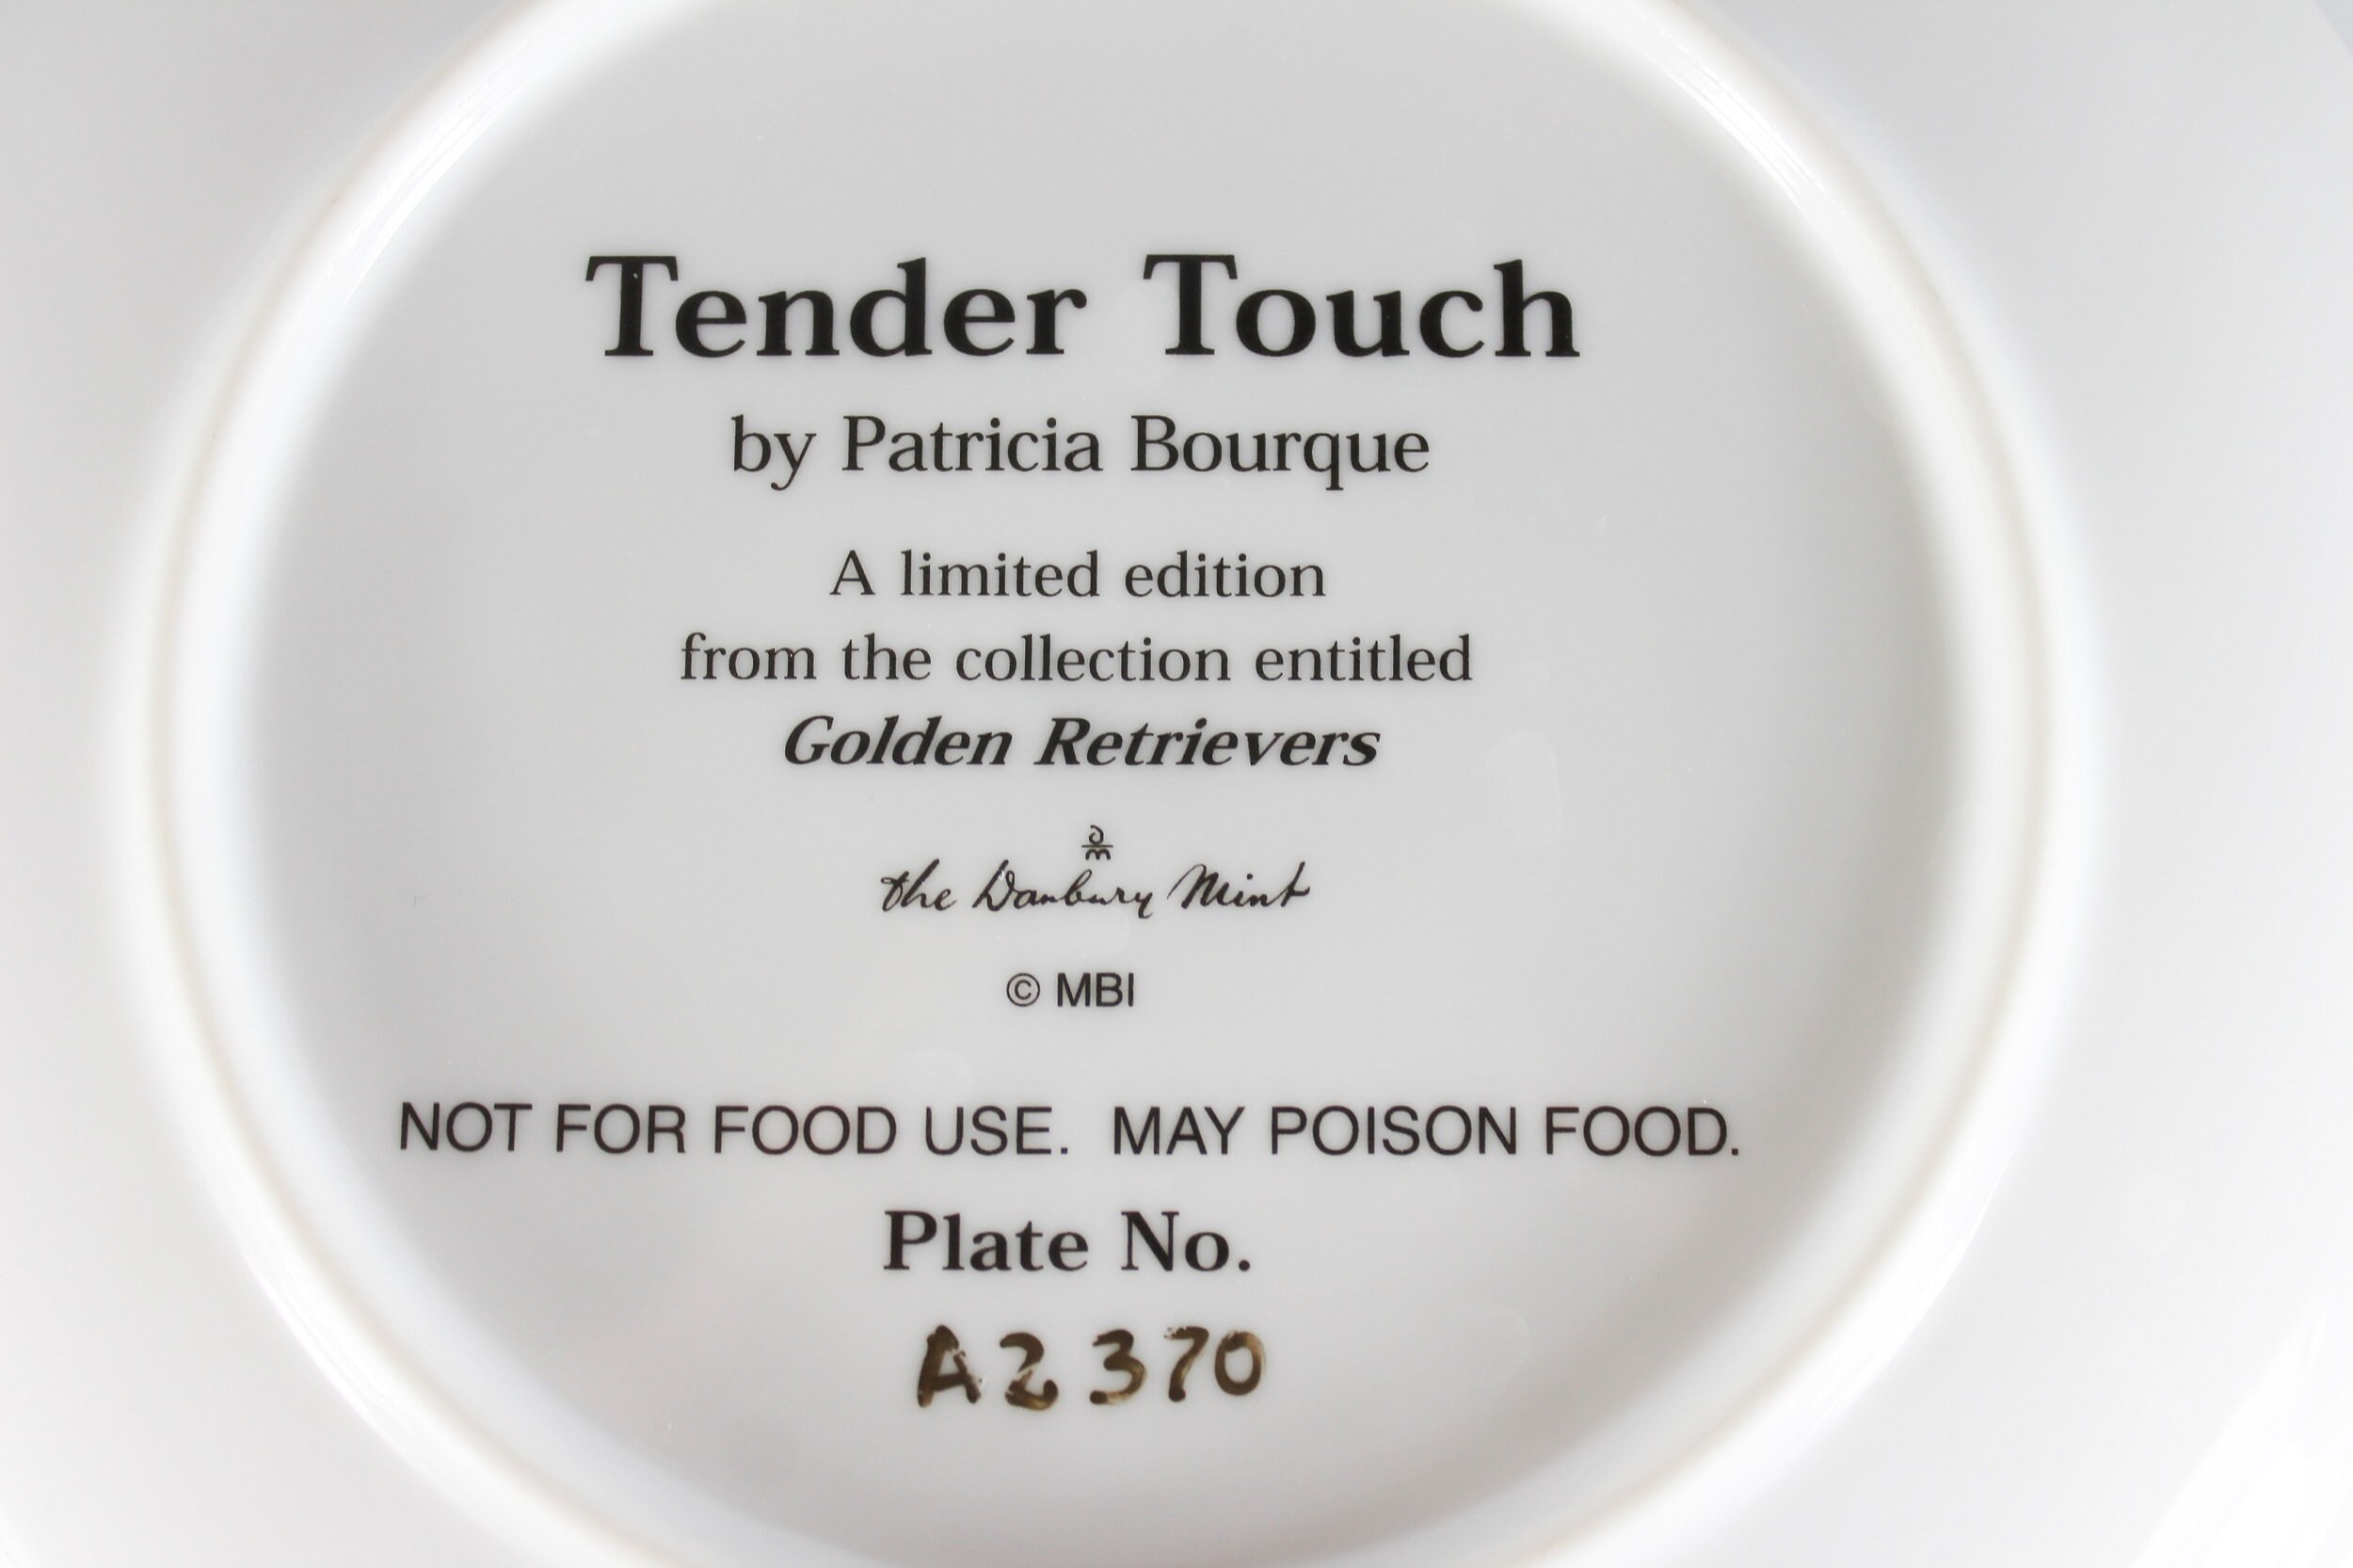 Tender Touch
by Patricia Bourque
A limited edition
from the collection entitled
Golden Retrievers
the Danbury Mint
© MBI
NOT FOR FOOD USE. MAY POISON FOOD.
Plate No.
A2370